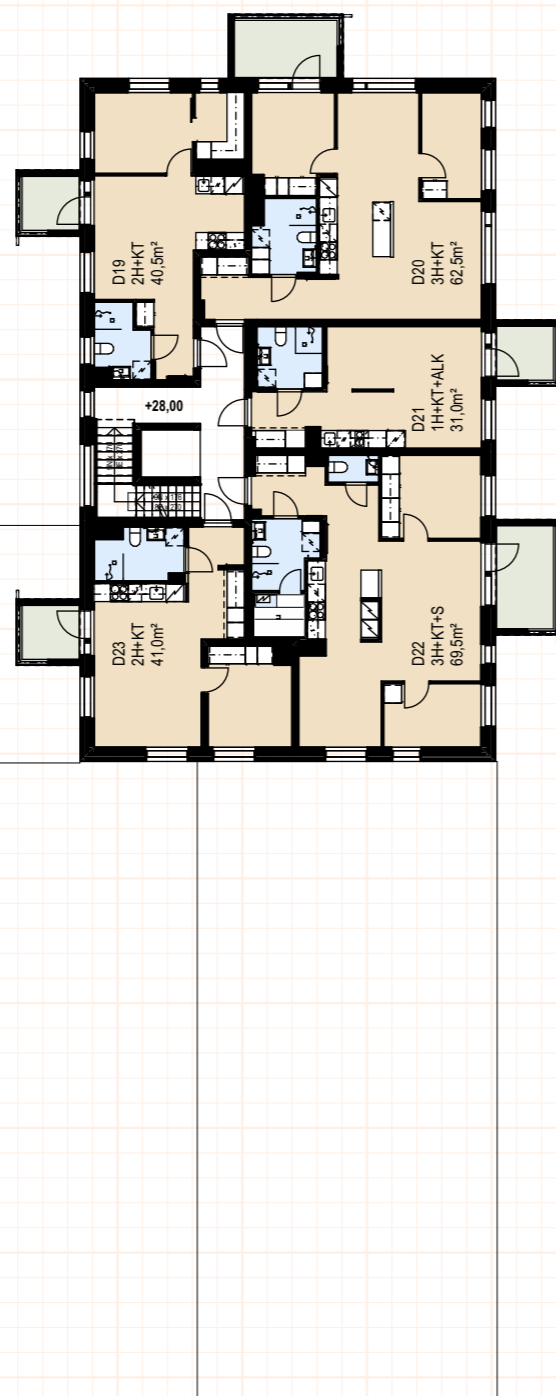 D19
2H+KT
40,5m²
D20
3H+KT
62,5m²
D21
1H+KT+ALK
31,0m²
+28,00
D22
3H+KT+S
69,5m²
D23
2H+KT
41,0m²